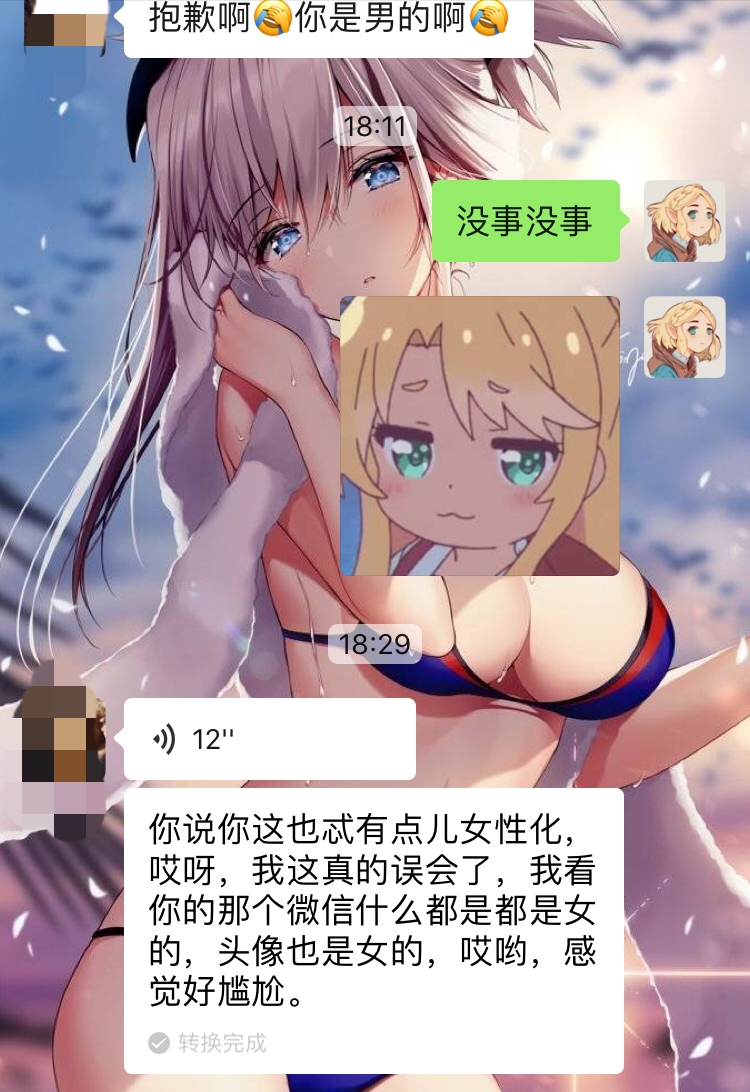 抱歉啊🤦你是男的啊🤦
18:11
没事没事
18:29
12''
你说你这也忒有点儿女性化，
哎呀，我这真的误会了，我看
你的那个微信什么都是都是女
的，头像也是女的，哎哟，感
觉好尴尬。
转换完成